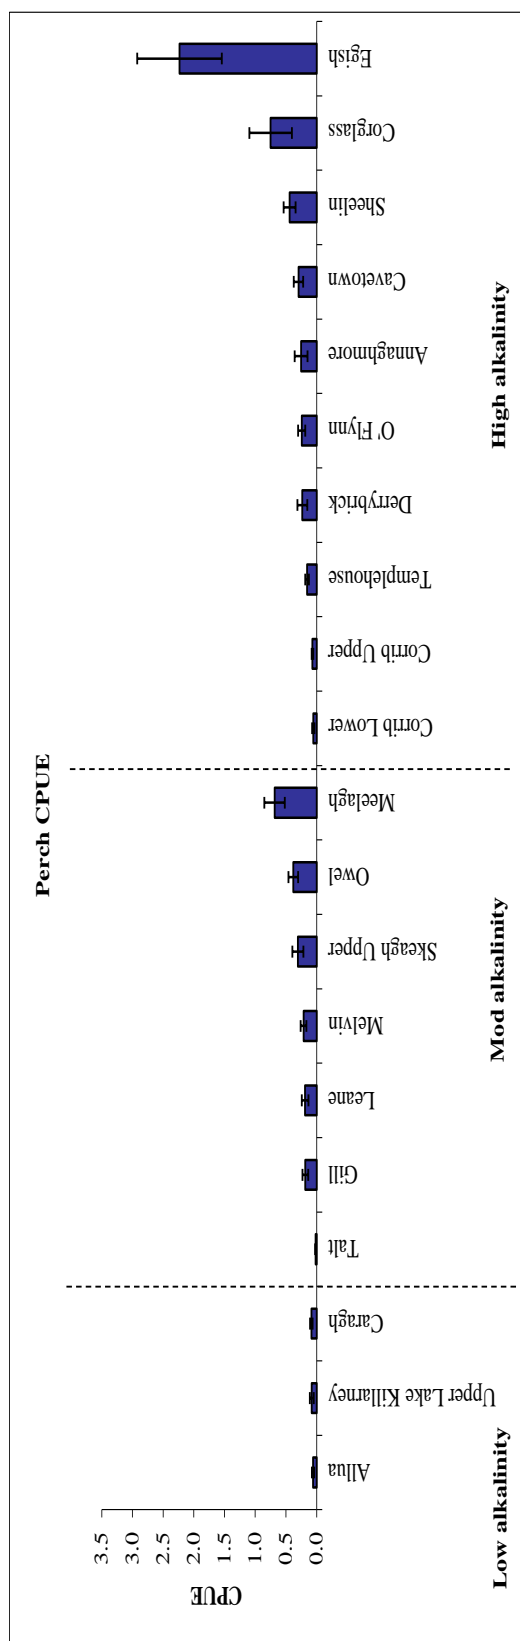 Perch CPUE
CPUE
3.5
3.0
2.5
2.0
1.5
1.0
0.5
0.0
Allua
Upper Lake Killarney
Caragh
Talt
Gill
Leane
Melvin
Skeagh Upper
Owel
Meelagh
Corrib Lower
Corrib Upper
Templehouse
Derrybrick
O' Flynn
Annaghmore
Cavetown
Sheelin
Corglass
Egish
Low alkalinity
Mod alkalinity
High alkalinity